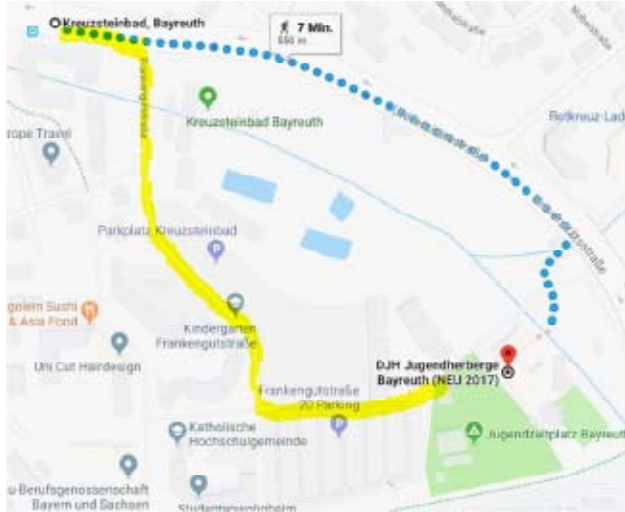 Kreuzsteinbad, Bayreuth
7 Min.
550 m
Kreuzsteinbad Bayreuth
Rotkreuz-Lad
rope Travel
Parkplatz Kreuzsteinbad
P
golein Sushi
& Asia Food
Kindergarten
Frankengutstraße
Uni Cut Hairdesign
DJH Jugendherberge
Bayreuth (NEU 2017)
Frankengutstraße
20 Parking
P
Katholische
Hochschulgemeinde
Jugendzeltplatz Bayreuth
u-Berufsgenossenschaft
Bayern und Sachsen
Studentenwohnheim